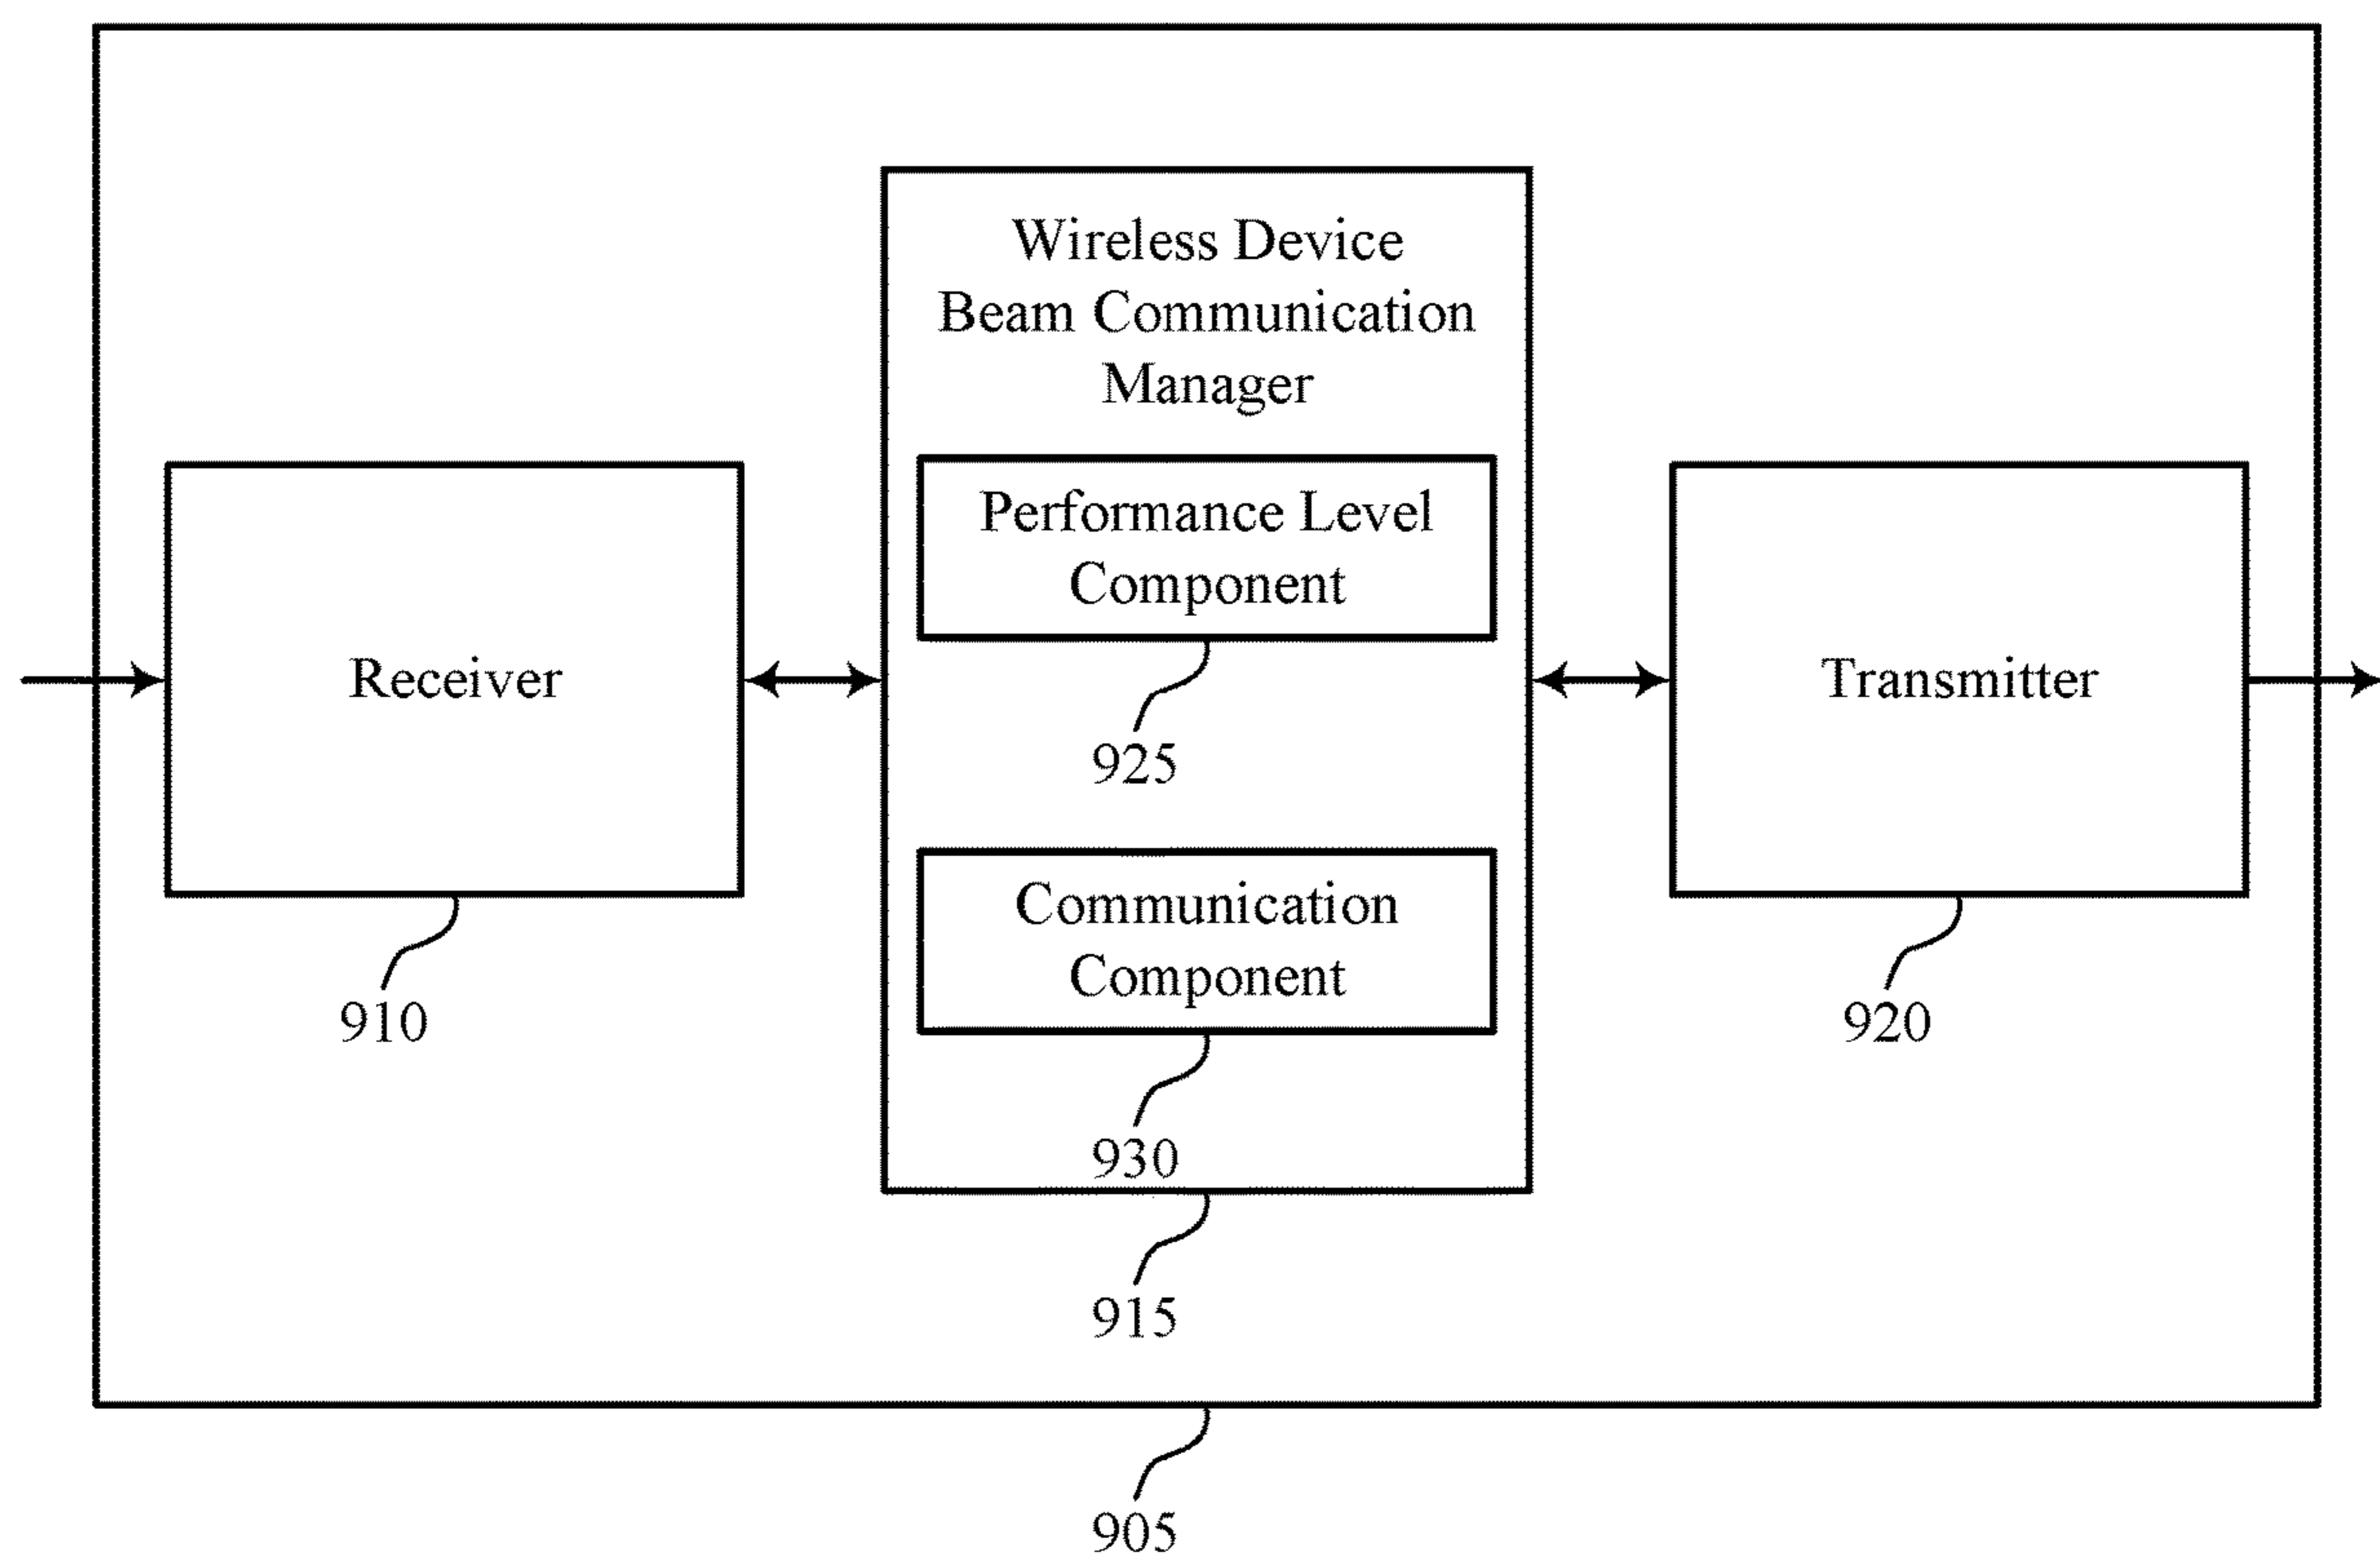 Wireless Device
Beam Communication
Manager
Performance Level
Component
925
Receiver
910
Communication
Component
930
915
Transmitter
920
905